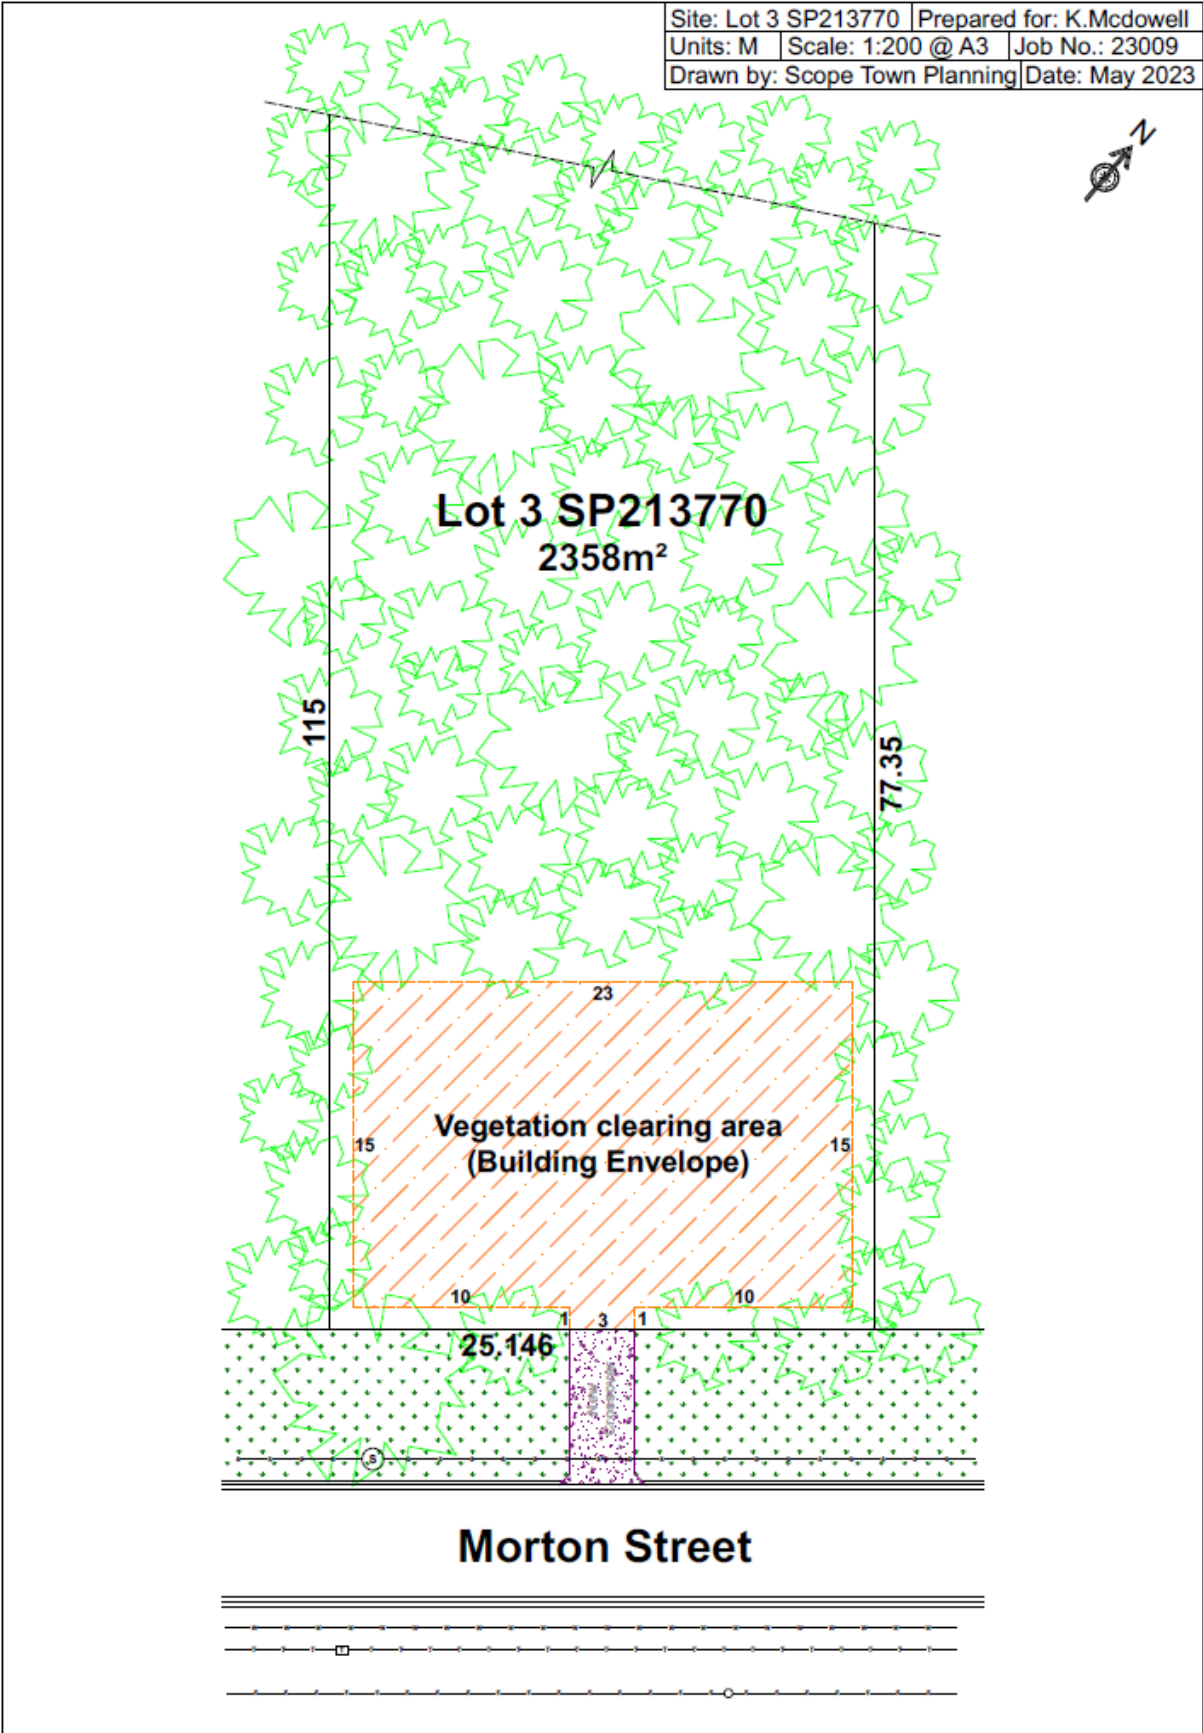 Site: Lot 3 SP213770 Prepared for: K.Mcdowell
Units: M Scale: 1:200 @ A3 Job No.: 23009
Drawn by: Scope Town Planning Date: May 2023
N
Lot 3 SP213770
2358m²
115
77.35
23
Vegetation clearing area
(Building Envelope)
15
15
10
10
1
3
1
25.146
S
Morton Street